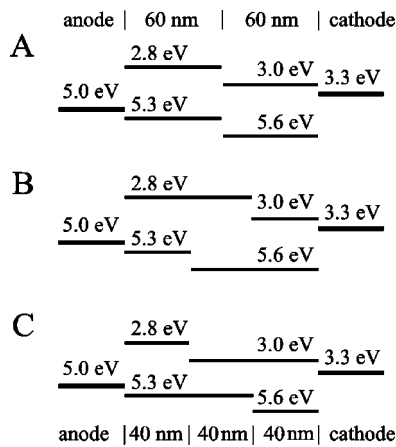 anode | 60 nm | 60 nm | cathode
A
2.8 eV
3.0 eV
5.0 eV
3.3 eV
5.3 eV
5.6 eV
B
2.8 eV
3.0 eV
5.0 eV
3.3 eV
5.3 eV
5.6 eV
C
2.8 eV
3.0 eV
5.0 eV
3.3 eV
5.3 eV
5.6 eV
anode |40 nm |40 nm| 40 nm| cathode